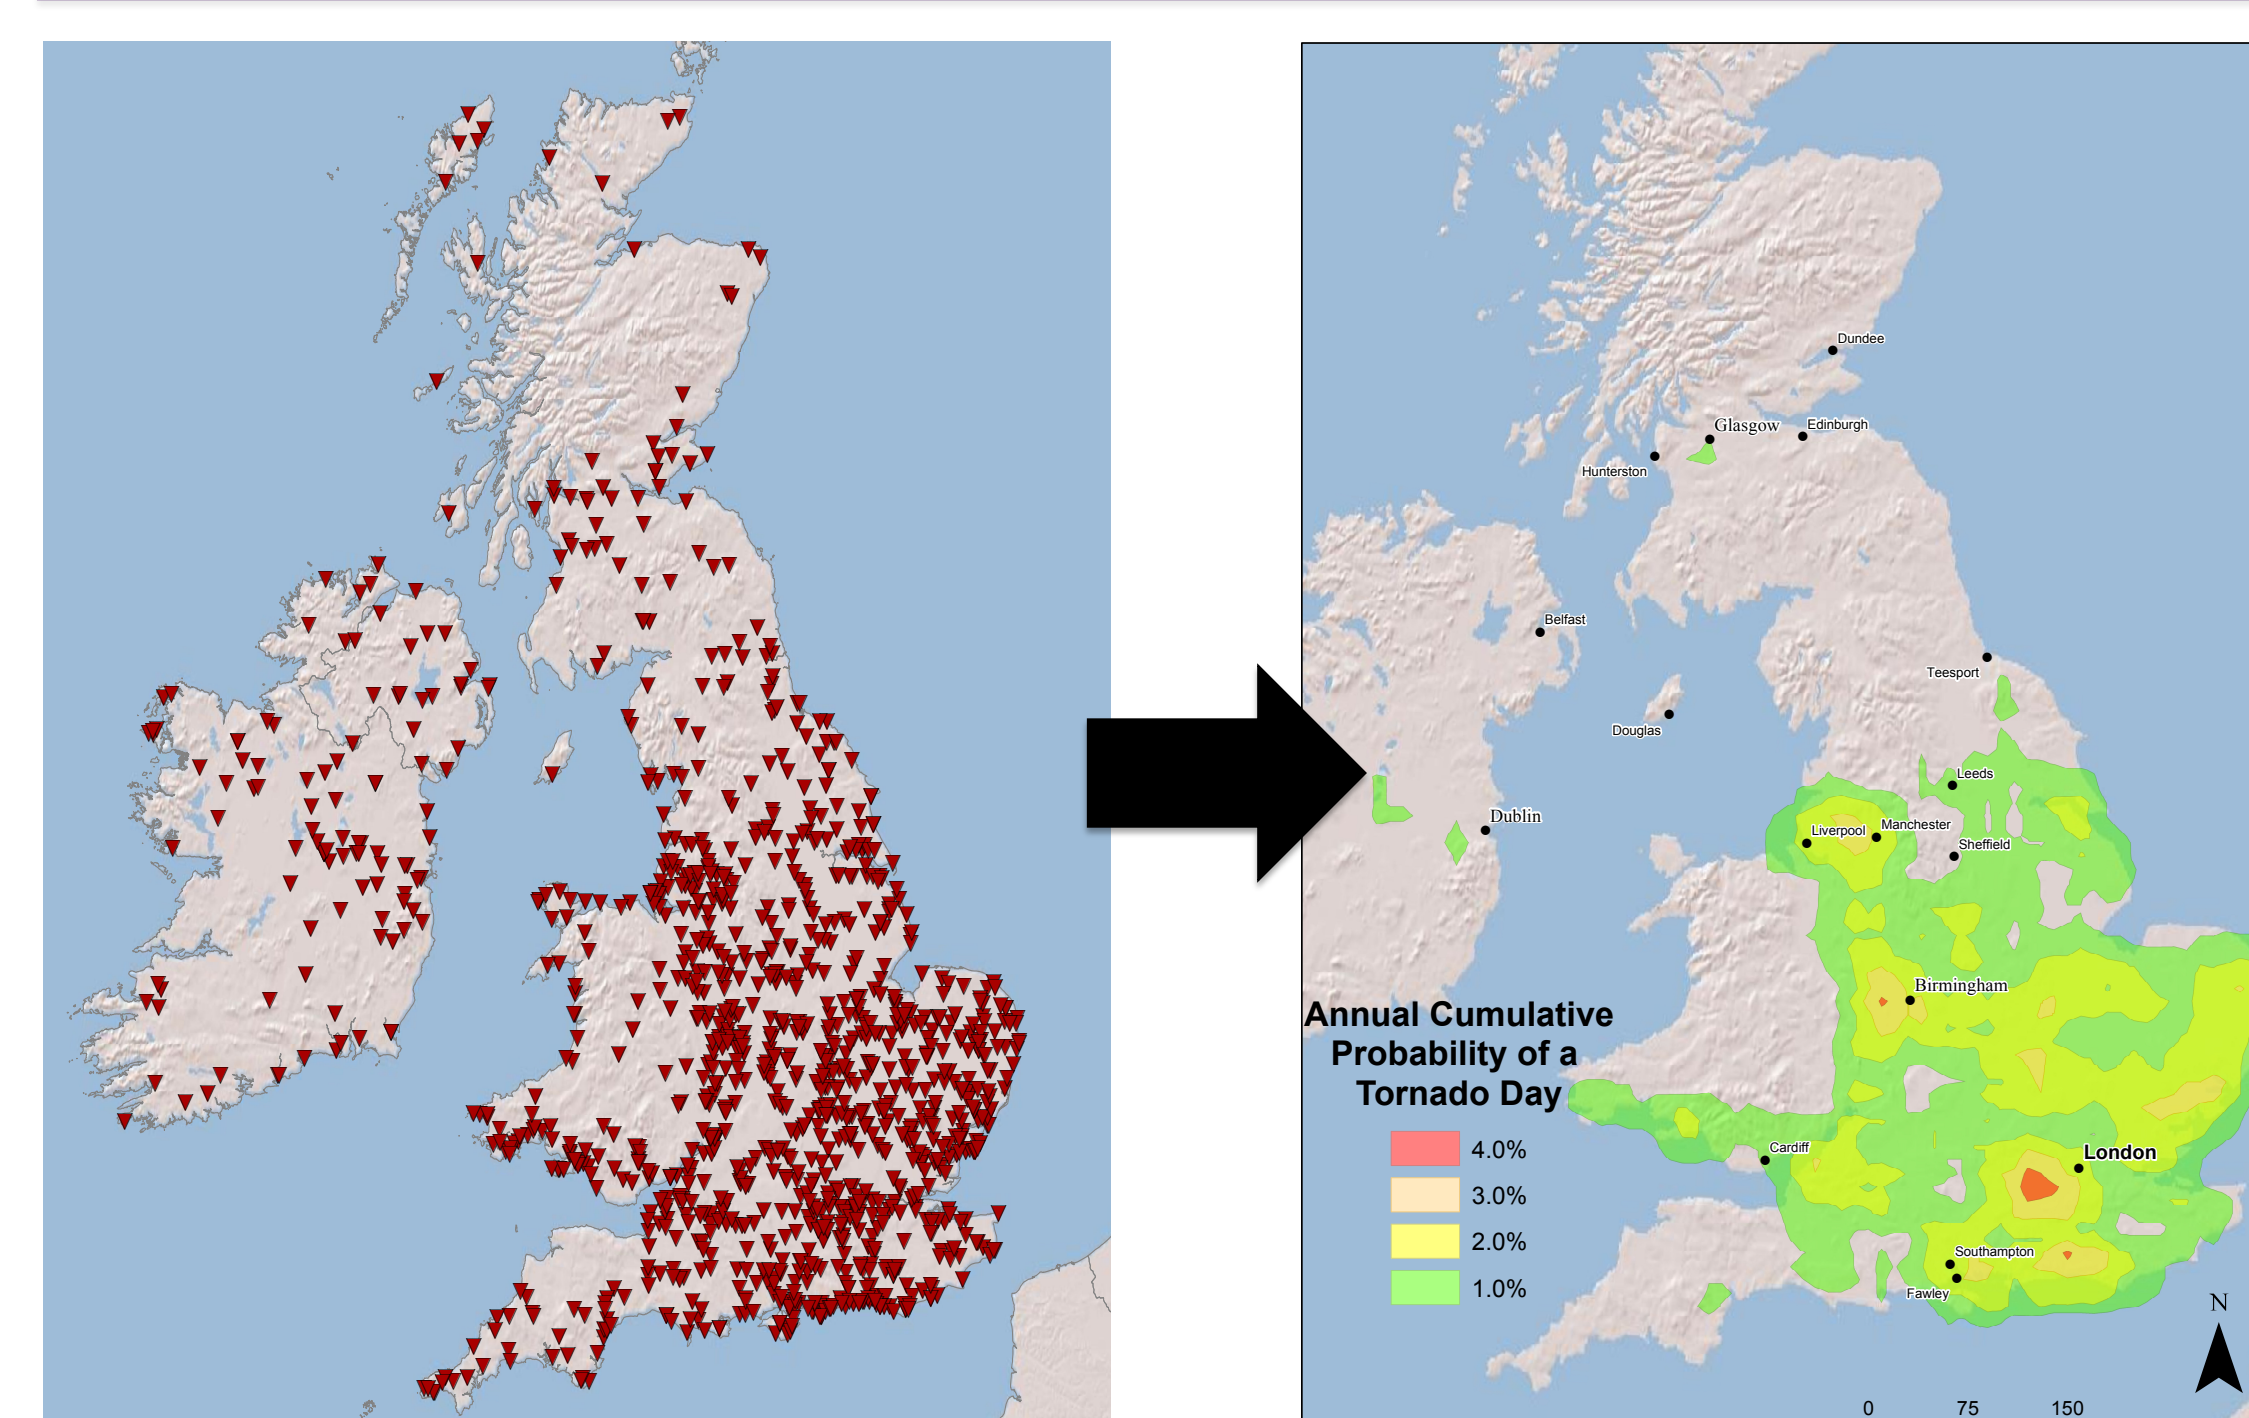 Dundee
Glasgow
Edinburgh
Hunterston
Belfast
Teesport
Douglas
Leeds
Dublin
Liverpool
Manchester
Sheffield
Birmingham
Annual Cumulative
Probability of a
Tornado Day
4.0%
3.0%
2.0%
1.0%
Cardiff
London
Southampton
Fawley
N
0 75 150